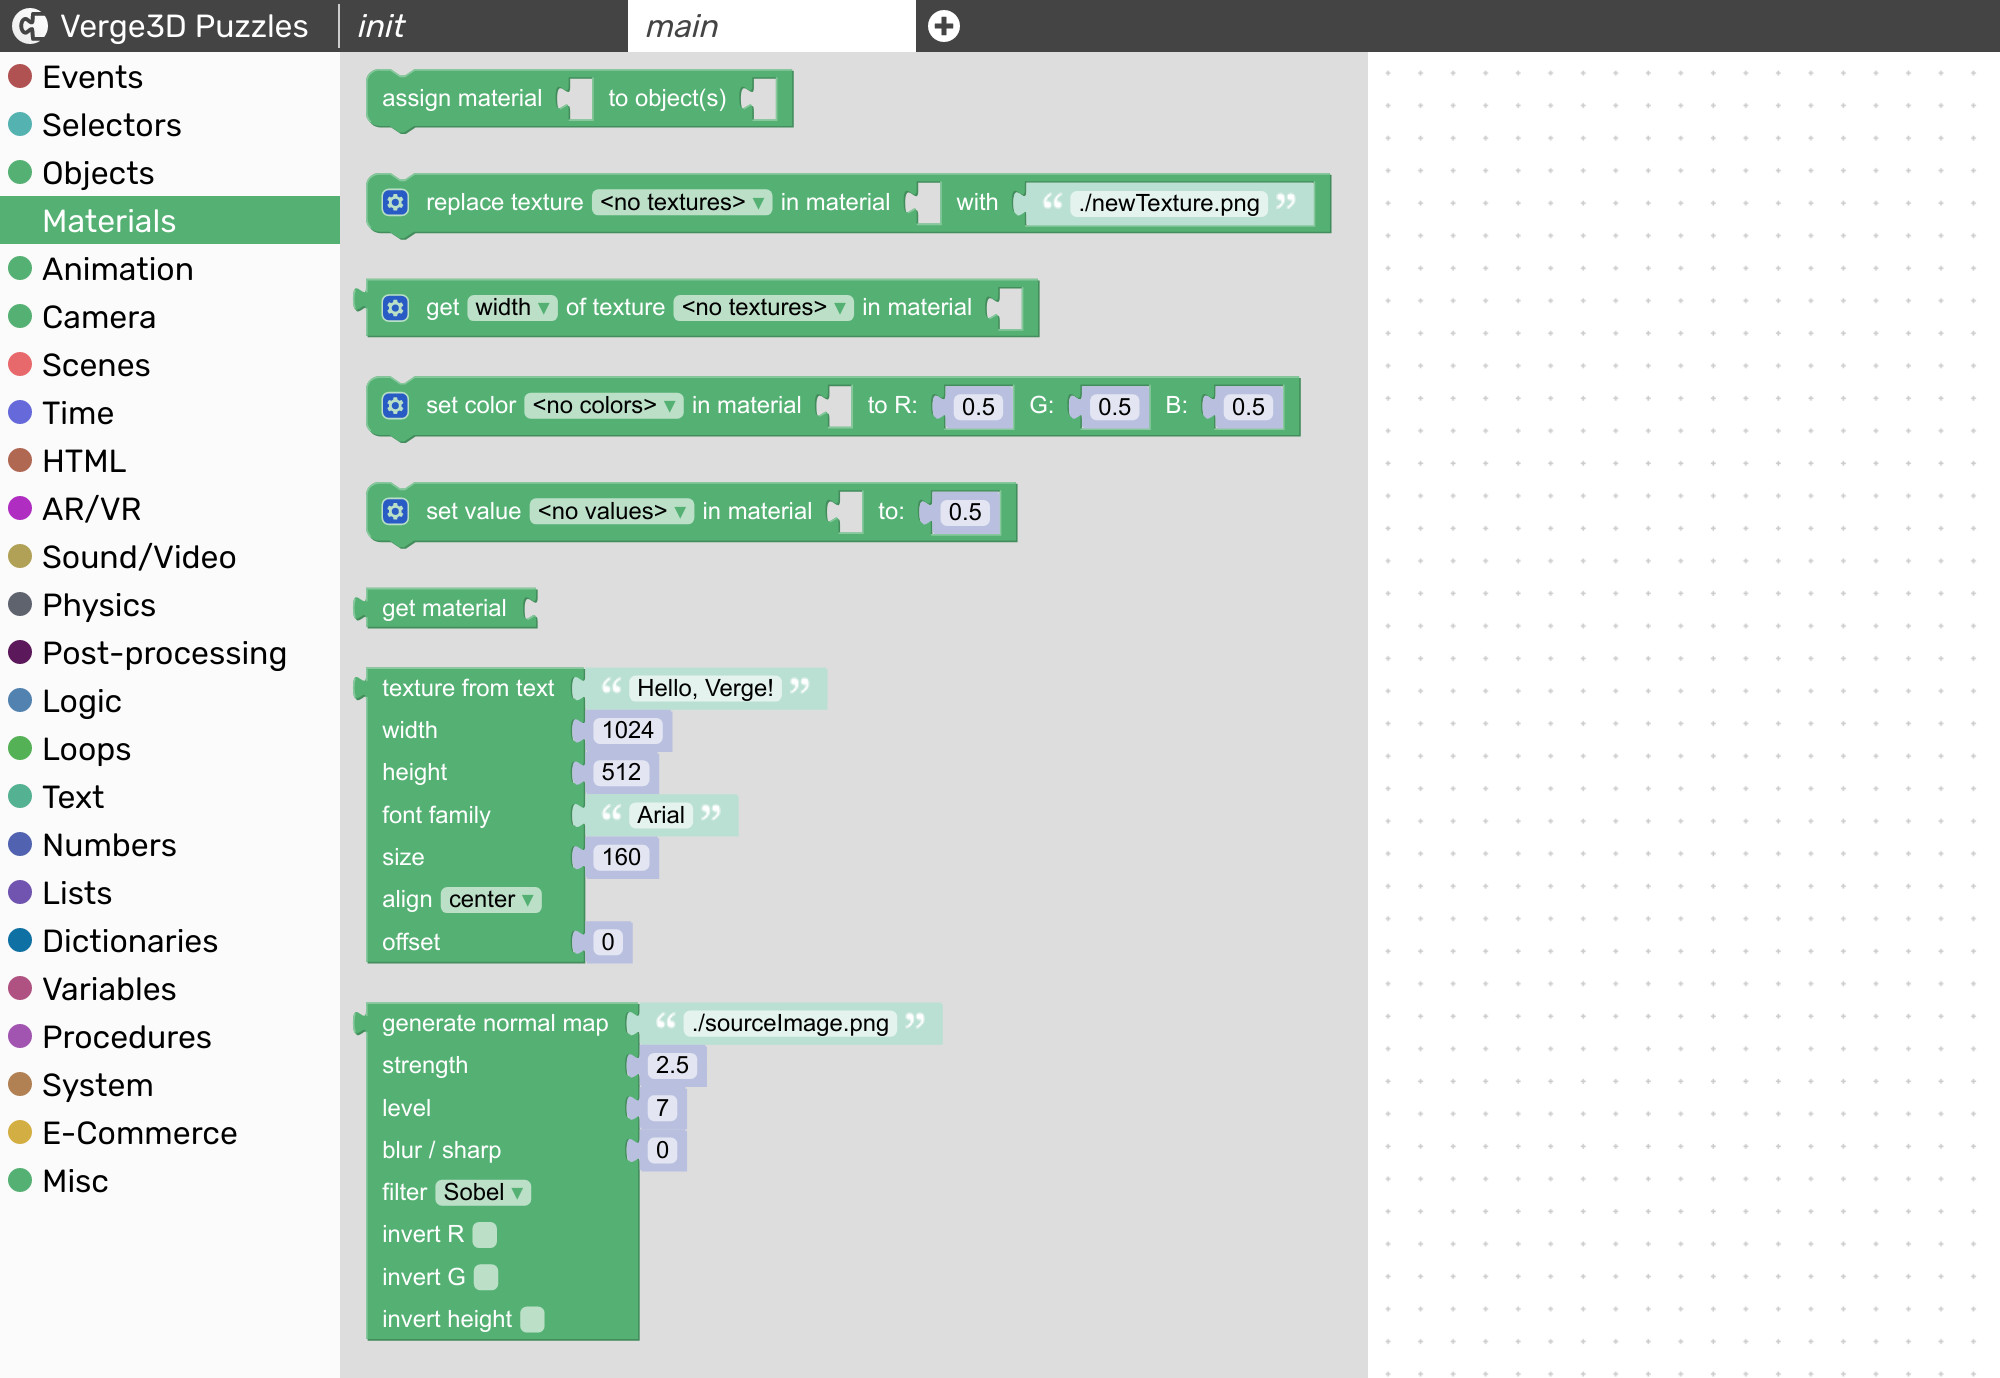 Verge3D Puzzles init main
Events
Selectors
Objects
Materials
Animation
Camera
Scenes
Time
HTML
AR/VR
Sound/Video
Physics
Post-processing
Logic
Loops
Text
Numbers
Lists
Dictionaries
Variables
Procedures
System
E-Commerce
Misc
assign material to object(s)
replace texture <no textures> ▼ in material with “ ./newTexture.png ”
get width ▼ of texture <no textures> ▼ in material
set color <no colors> ▼ in material to R: 0.5 G: 0.5 B: 0.5
set value <no values> ▼ in material to: 0.5
get material
texture from text “ Hello, Verge! ”
width 1024
height 512
font family “ Arial ”
size 160
align center ▼
offset 0
generate normal map “ ./sourceImage.png ”
strength 2.5
level 7
blur / sharp 0
filter Sobel ▼
invert R
invert G
invert height